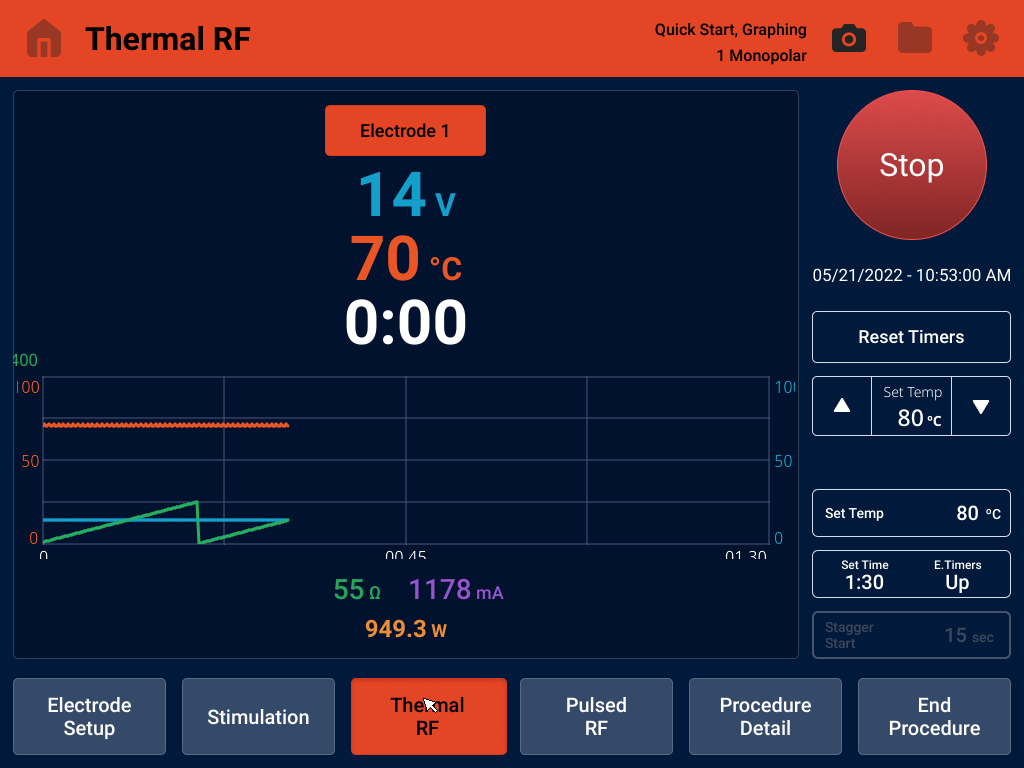 Thermal RF
Quick Start, Graphing
1 Monopolar
Electrode 1
14 V
70 °C
0:00
400
100
50
0
100
50
0
0
00.45
01.30
55 Ω 1178 mA
949.3 W
Stop
05/21/2022 - 10:53:00 AM
Reset Timers
Set Temp
80 °C
Set Temp 80 °C
Set Time E.Timers
1:30 Up
Stagger
Start
15 sec
Electrode
Setup
Stimulation
Thermal
RF
Pulsed
RF
Procedure
Detail
End
Procedure